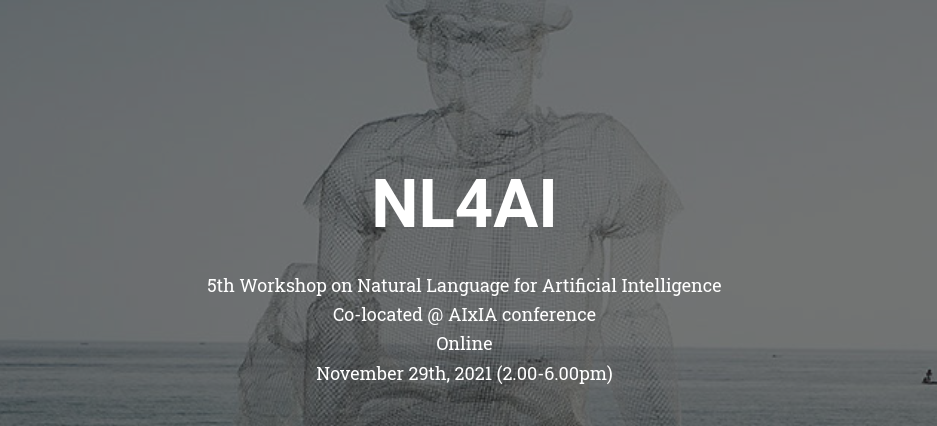 NL4AI
5th Workshop on Natural Language for Artificial Intelligence
Co-located @ AIxIA conference
Online
November 29th, 2021 (2.00-6.00pm)